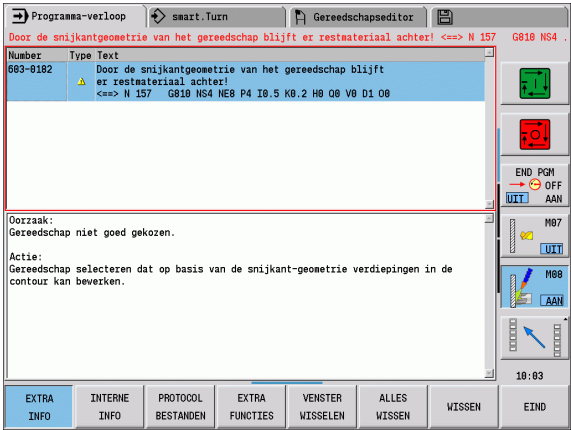 Programma-verloop
smart.Turn
Gereedschapseditor
Door de snijkantgeometrie van het gereedschap blijft er restmateriaal achter! <==> N 157 G810 NS4 .
Number Type Text
603-0182 Door de snijkantgeometrie van het gereedschap blijft
er restmateriaal achter!
<==> N 157 G810 NS4 NE8 P4 I0.5 K0.2 H0 Q0 V0 D1 O0
Oorzaak:
Gereedschap niet goed gekozen.
Actie:
Gereedschap selecteren dat op basis van de snijkant-geometrie verdiepingen in de
contour kan bewerken.
END PGM
OFF
UIT AAN
M07
UIT
M08
AAN
10:03
EXTRA
INFO
INTERNE
INFO
PROTOCOL
BESTANDEN
EXTRA
FUNCTIES
VENSTER
WISSELEN
ALLES
WISSEN
WISSEN
EIND